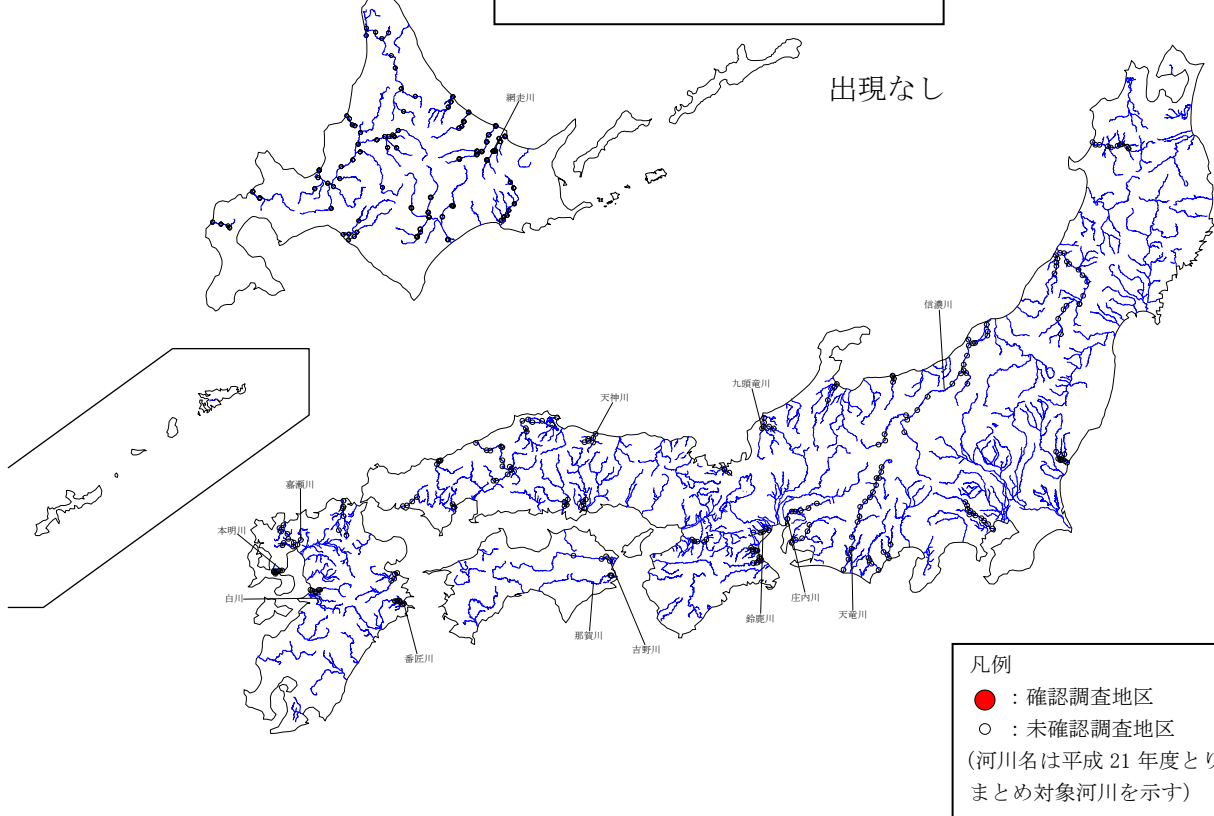 出現なし
網走川
信濃川
九頭竜川
天神川
嘉瀬川
本明川
白川
番匠川
那賀川
吉野川
鈴鹿川
庄内川
天竜川
凡例
：確認調査地区
：未確認調査地区
(河川名は平成 21 年度とり
まとめ対象河川を示す)